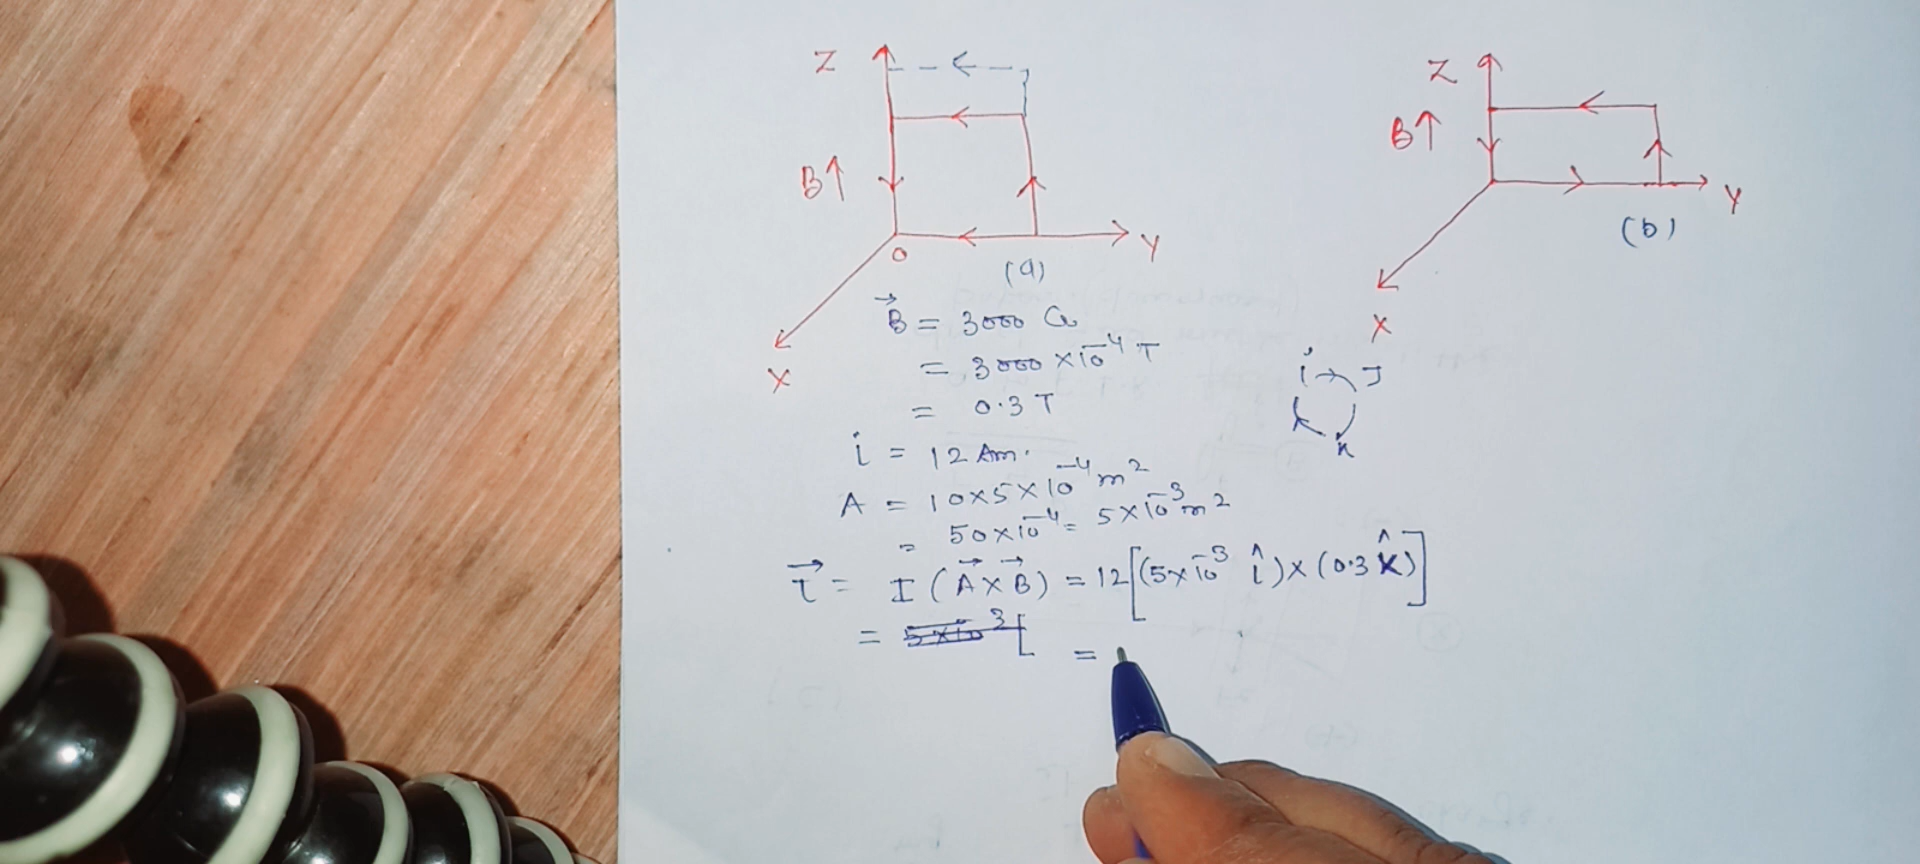 Z
B↑
O
Y
X
(a)
Z
B↑
Y
X
(b)
B⃗ = 3000 G
= 3000 × 10⁻⁴ T
= 0.3 T
i → J
k
i = 12 Am.
A = 10×5×10⁻⁴ m²
= 50×10⁻⁴ = 5×10⁻³ m²
τ⃗ = I (A⃗ × B⃗) = 12 [(5×10⁻³ î) × (0.3 k̂)]
= [
=